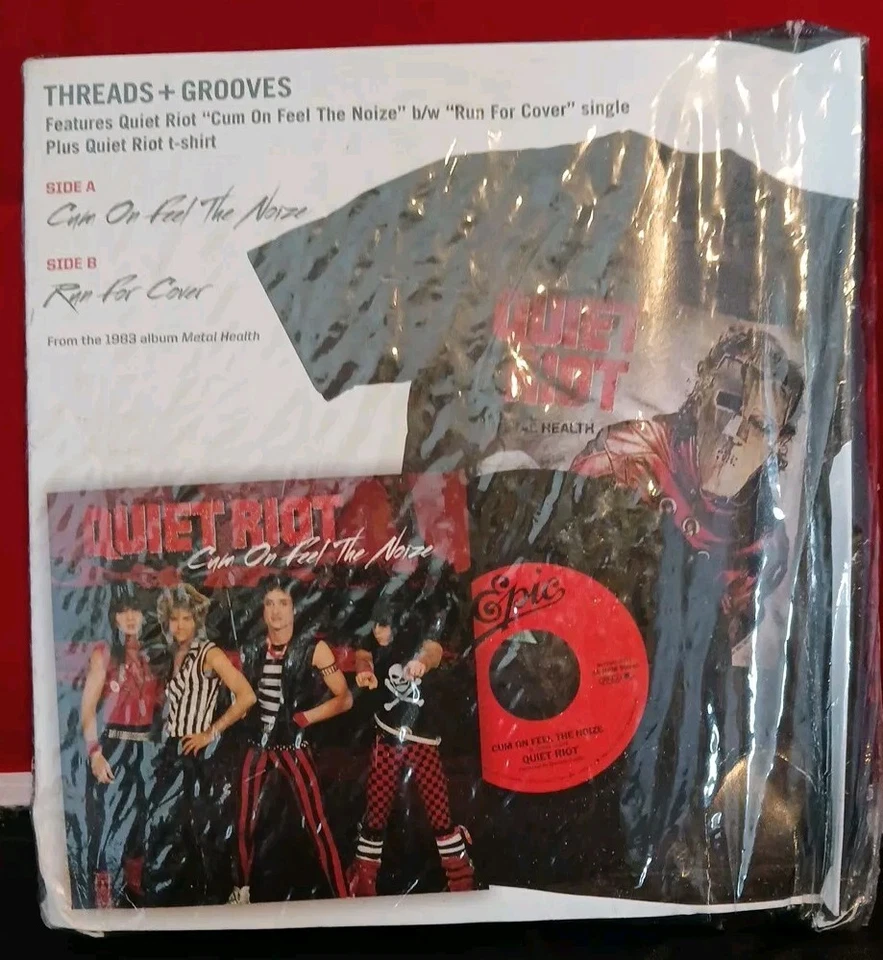 THREADS + GROOVES
Features Quiet Riot "Cum On Feel The Noize" b/w "Run For Cover" single
Plus Quiet Riot t-shirt
SIDE A
Cum On Feel The Noize
SIDE B
Run For Cover
From the 1983 album Metal Health
QUIET
RIOT
HEALTH
QUIET RIOT
Cum On Feel The Noize
Epic
CUM ON FEEL THE NOIZE
QUIET RIOT